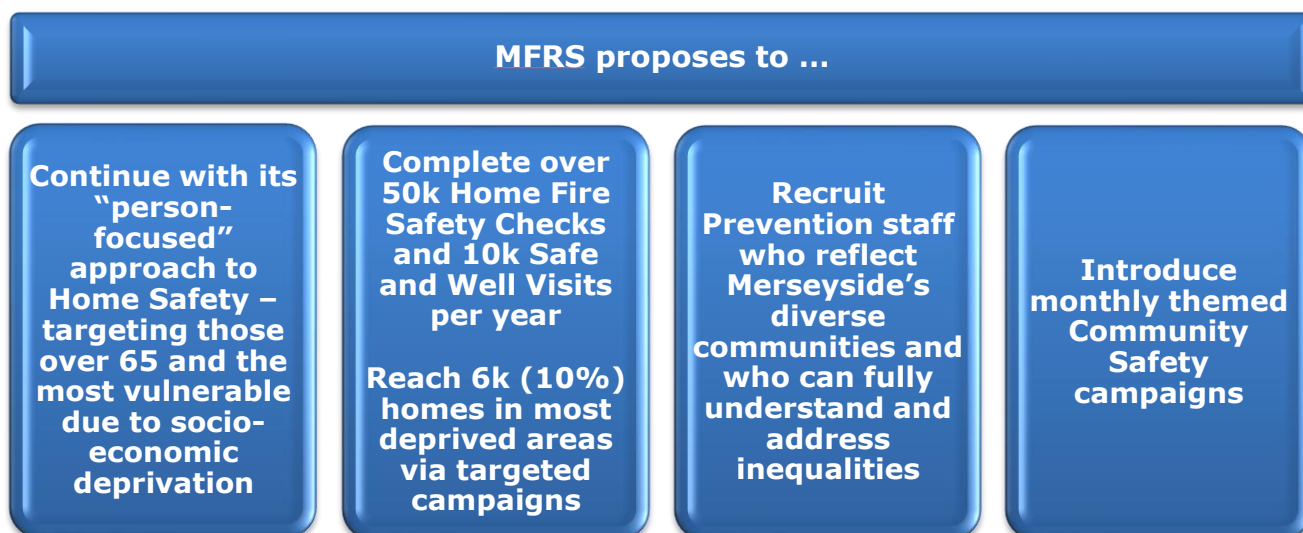 MFRS proposes to ...
Continue with its
“person-
focused”
approach to
Home Safety –
targeting those
over 65 and the
most vulnerable
due to socio-
economic
deprivation
Complete over
50k Home Fire
Safety Checks
and 10k Safe
and Well Visits
per year
Reach 6k (10%)
homes in most
deprived areas
via targeted
campaigns
Recruit
Prevention staff
who reflect
Merseyside’s
diverse
communities and
who can fully
understand and
address
inequalities
Introduce
monthly themed
Community
Safety
campaigns